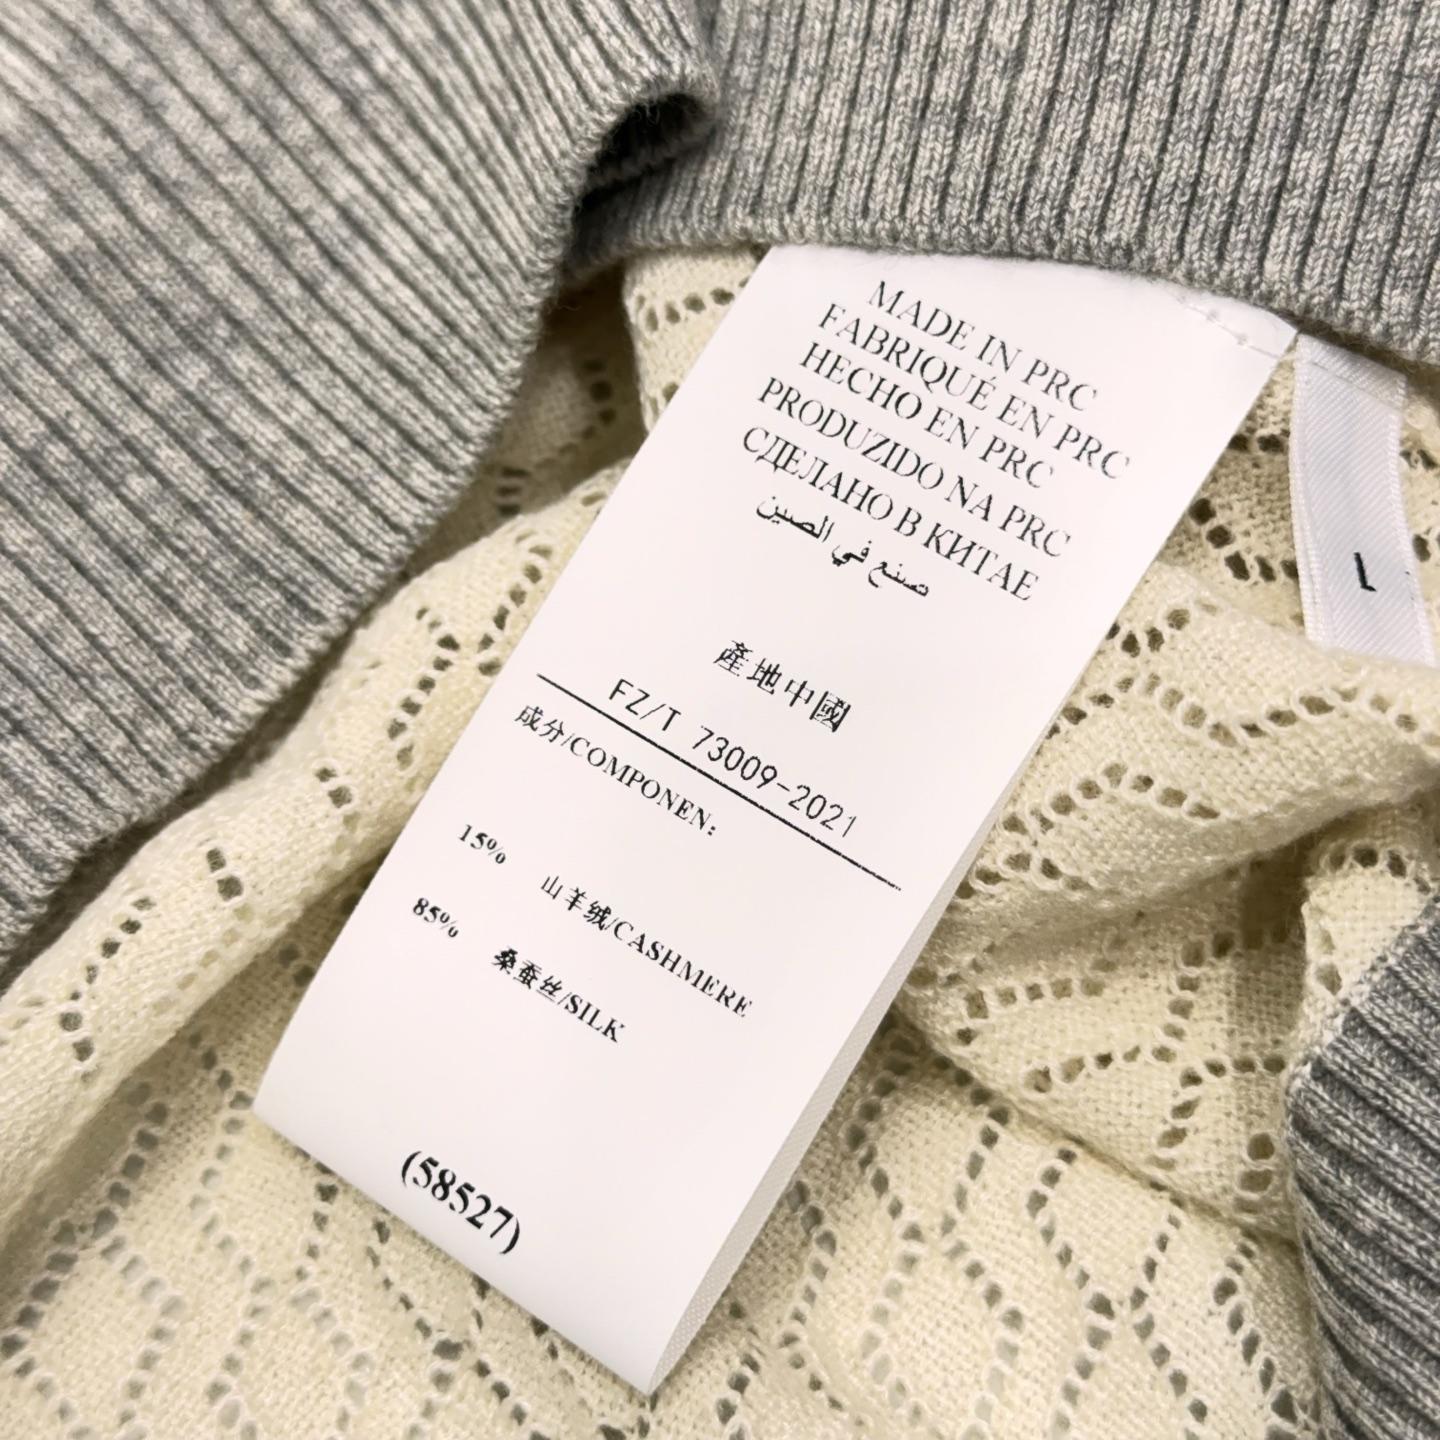 MADE IN PRC
FABRIQUÉ EN PRC
HECHO EN PRC
PRODUZIDO NA PRC
СДЕЛАНО В КИТАЕ
صنع في الصين
產地中國
FZ/T 73009-2021
成分/COMPONEN:
15% 山羊绒/CASHMERE
85% 桑蚕丝/SILK
(58527)
L